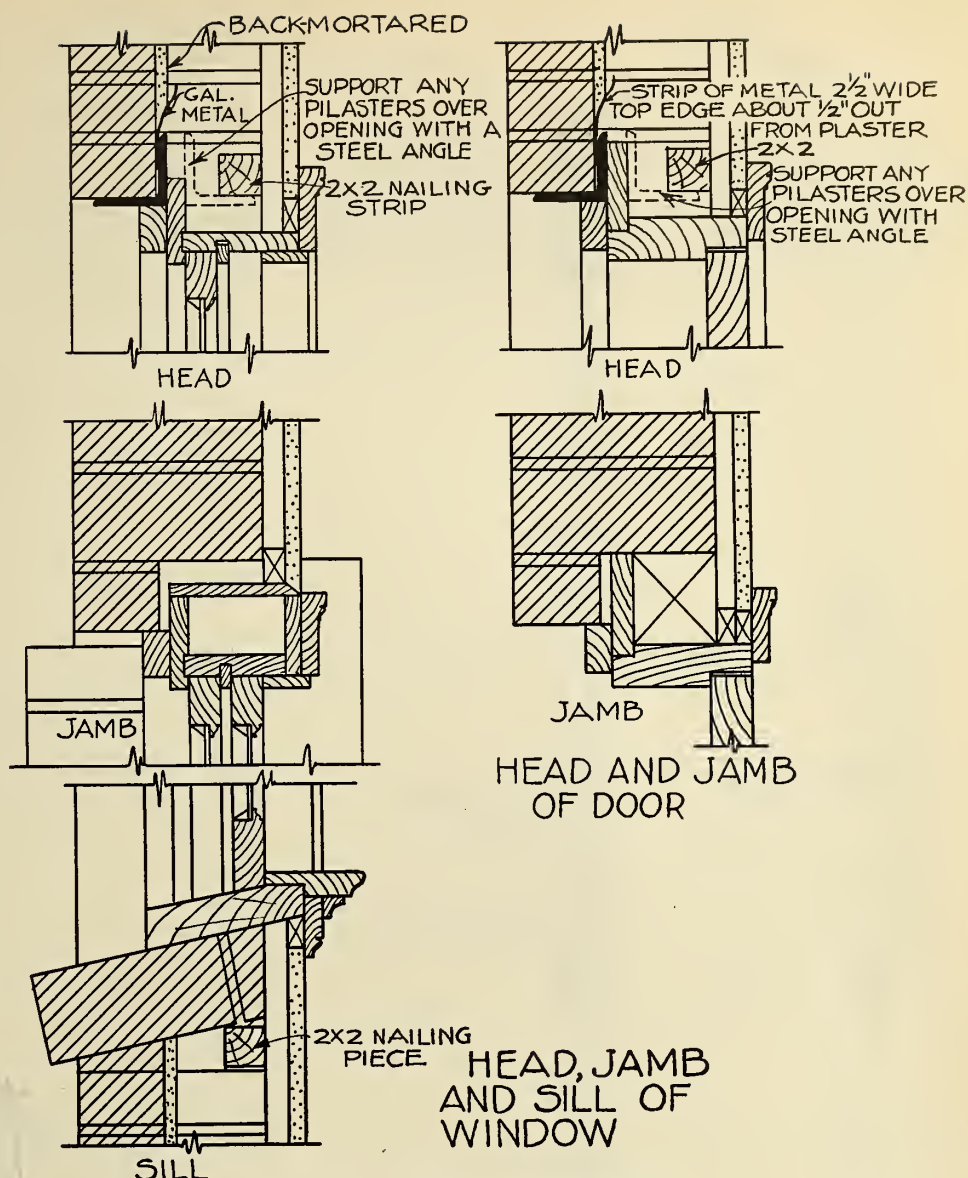 BACK-MORTARED
GAL.
METAL
SUPPORT ANY
PILASTERS OVER
OPENING WITH A
STEEL ANGLE
2X2 NAILING
STRIP
HEAD
STRIP OF METAL 2½" WIDE
TOP EDGE ABOUT ½" OUT
FROM PLASTER
2X2
SUPPORT ANY
PILASTERS OVER
OPENING WITH
STEEL ANGLE
HEAD
JAMB
JAMB
HEAD AND JAMB
OF DOOR
2X2 NAILING
PIECE
HEAD, JAMB
AND SILL OF
WINDOW
SILL